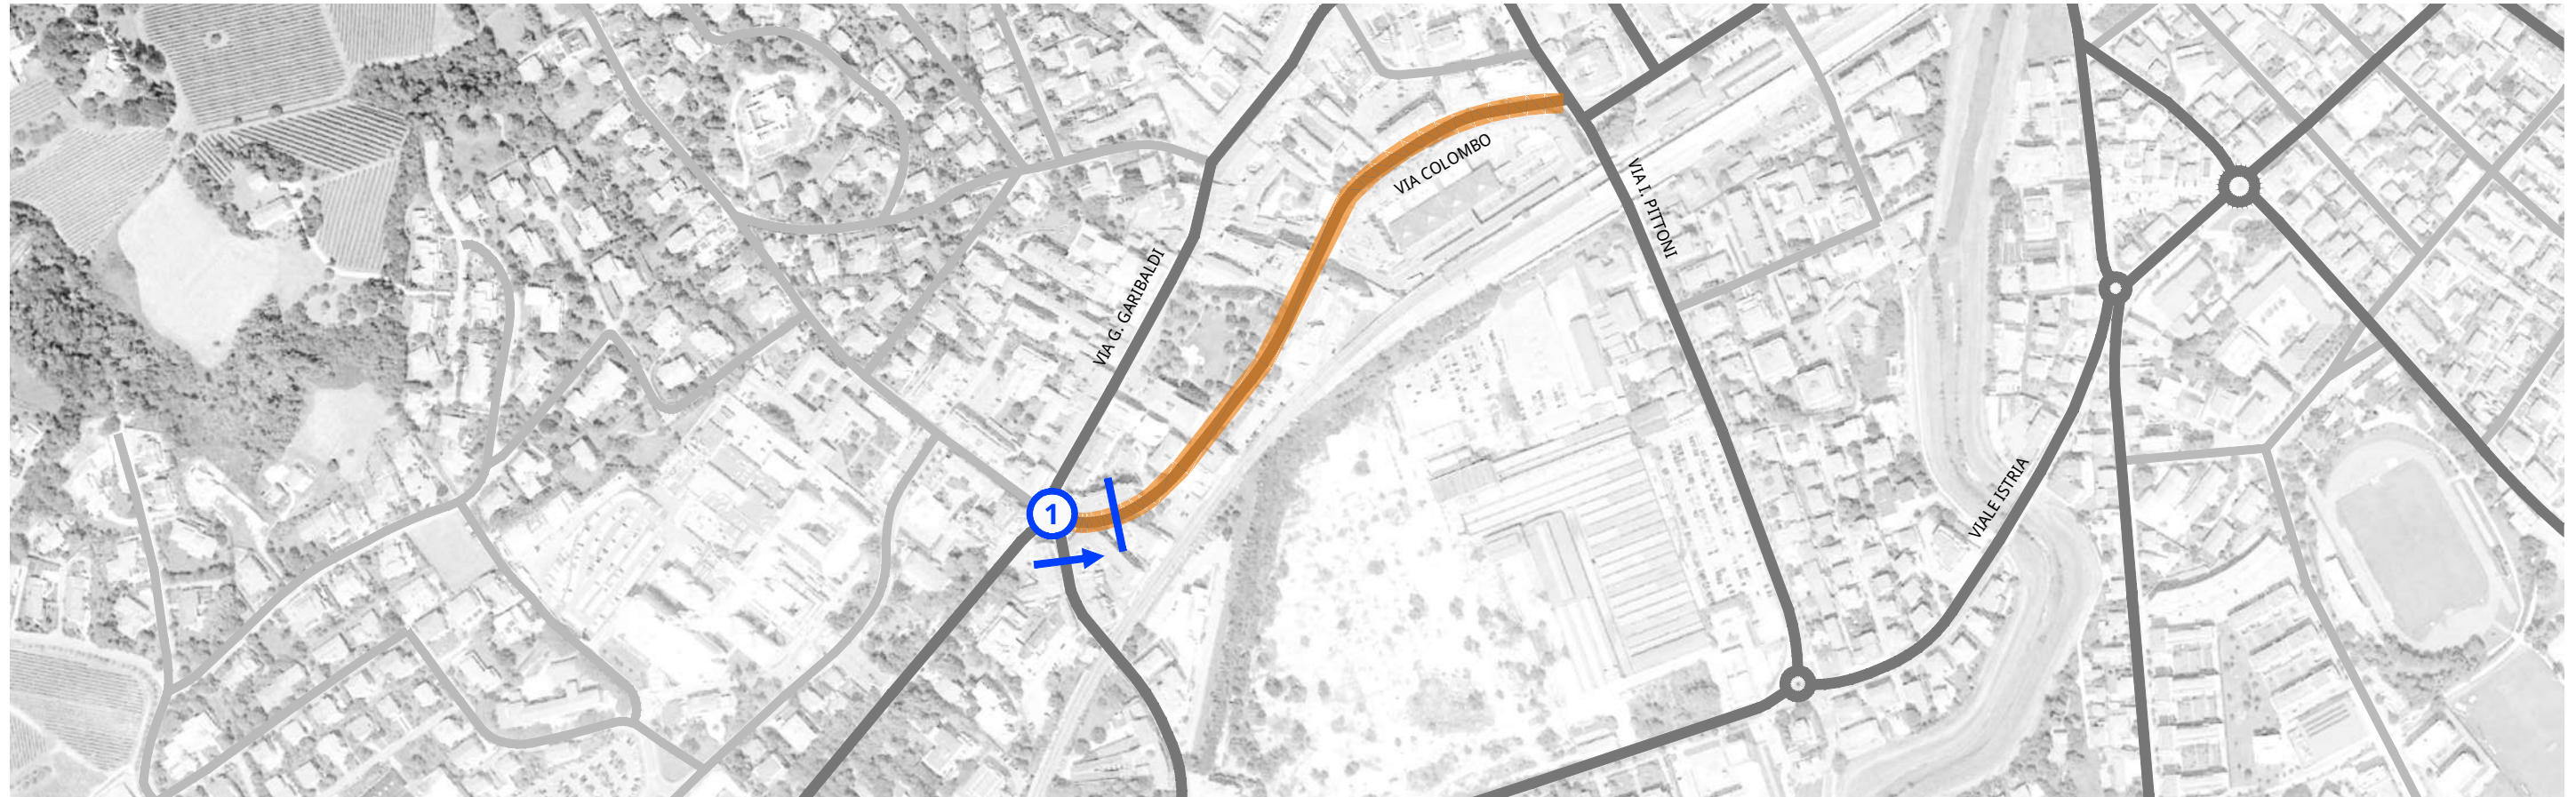 VIA COLOMBO
VIA I. PITTONI
VIA G. GARIBALDI
VIALE ISTRIA
1